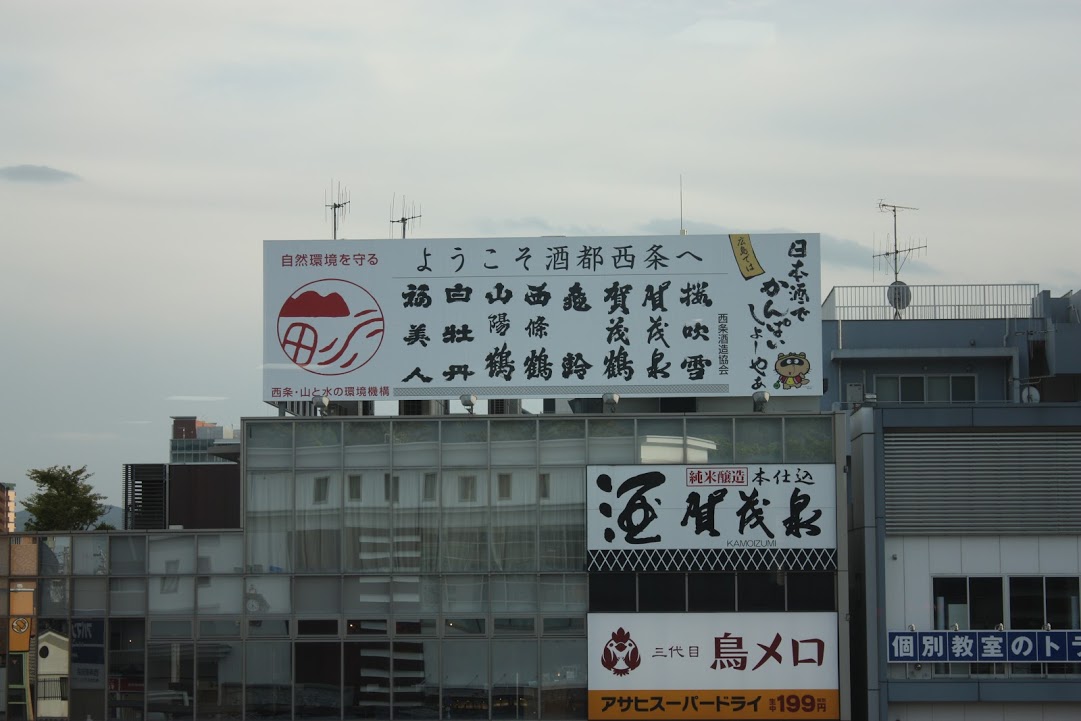 自然環境を守る
西条・山と水の環境機構
ようこそ酒都西条へ
広島では
日本酒で
かんぱい
しょーやぁ
西条酒造協会
桜吹雪
賀茂泉
賀茂鶴
亀齢
西條鶴
山陽鶴
白牡丹
福美人
純米醸造 本仕込
酒 賀茂泉
KAMOIZUMI
三代目 鳥メロ
アサヒスーパードライ 生中199円
個別教室のトラ